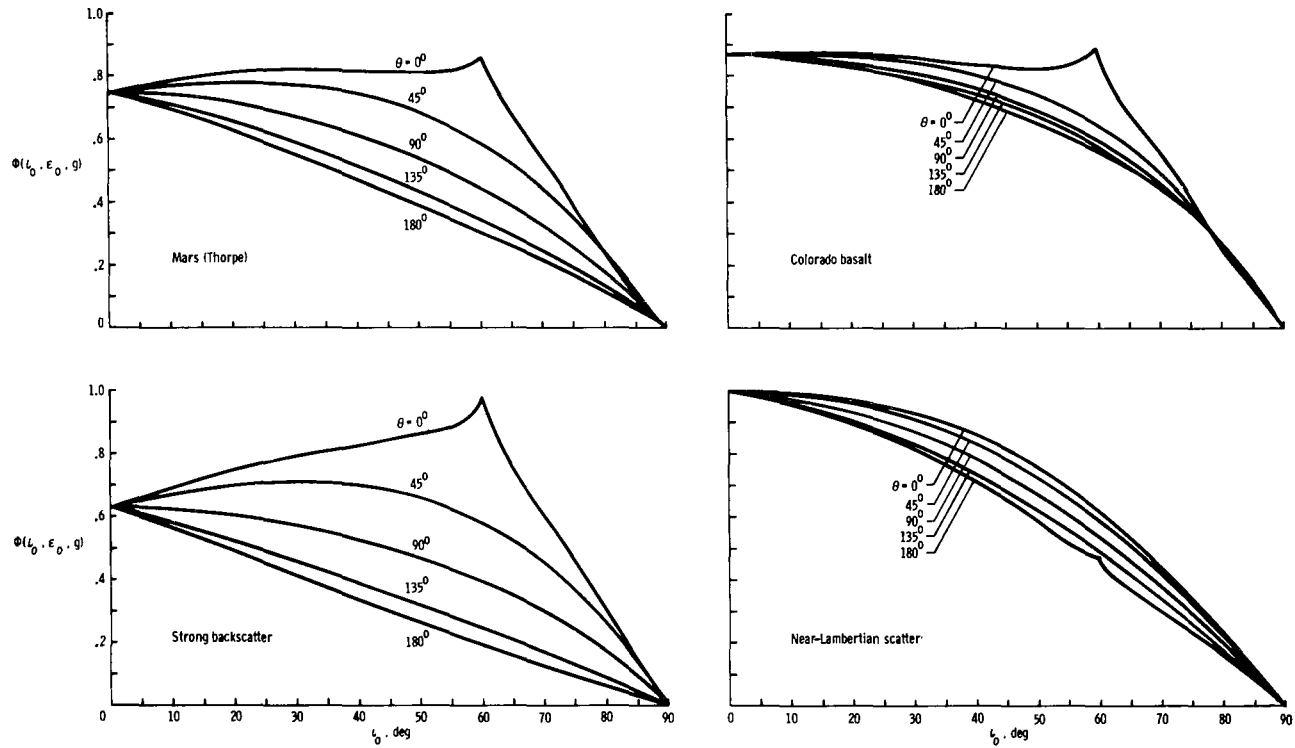 1.0
.8
.6
.4
.2
0
Φ(ι₀, ε₀, g)
θ = 0⁰
45⁰
90⁰
135⁰
180⁰
Mars (Thorpe)
θ = 0⁰
45⁰
90⁰
135⁰
180⁰
Colorado basalt
1.0
.8
.6
.4
.2
Φ(ι₀, ε₀, g)
θ = 0⁰
45⁰
90⁰
135⁰
180⁰
Strong backscatter
0 10 20 30 40 50 60 70 80 90
ι₀, deg
θ = 0⁰
45⁰
90⁰
135⁰
180⁰
Near-Lambertian scatter
0 10 20 30 40 50 60 70 80 90
ι₀, deg